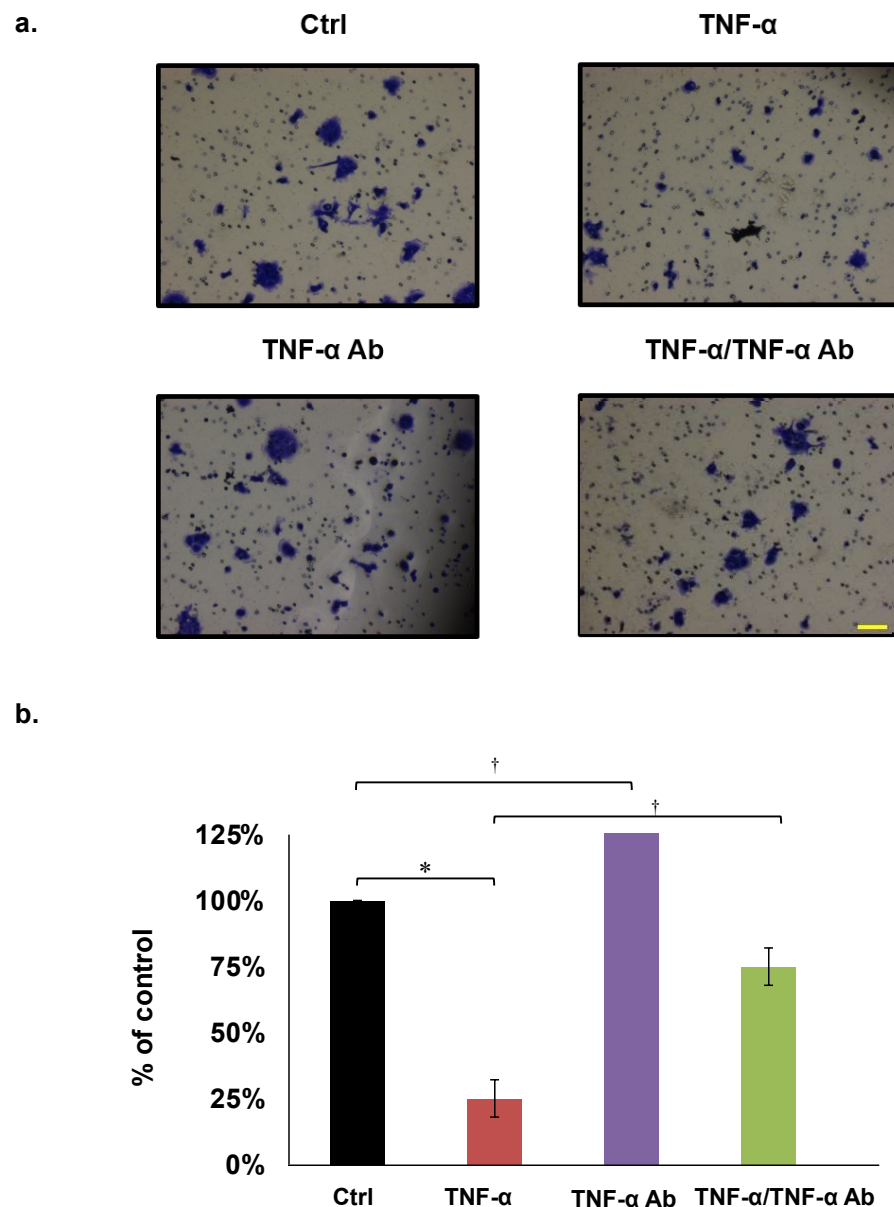 a.
Ctrl
TNF-α
TNF-α Ab
TNF-α/TNF-α Ab
b.
†
†
*
125%
100%
75%
50%
25%
0%
% of control
Ctrl
TNF-α
TNF-α Ab
TNF-α/TNF-α Ab